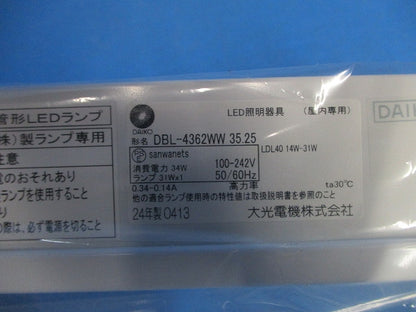 音形LEDランプ
(株)製ランプ専用
注意
電のおそれあり
ランプを使用すること
こと
の際は、必ず電源を切ること
DAIKO
LED照明器具 (屋内専用)
形名 DBL-4362WW 35.25
sanwanets
LDL40 14W-31W
消費電力 34W
ランプ 31W×1
100-242V
50/60Hz
0.34-0.14A
高力率
ta30℃
他の適合ランプ使用時の特性値は取扱説明書を参照のこと
24年製 0413
大光電機株式会社
DAI